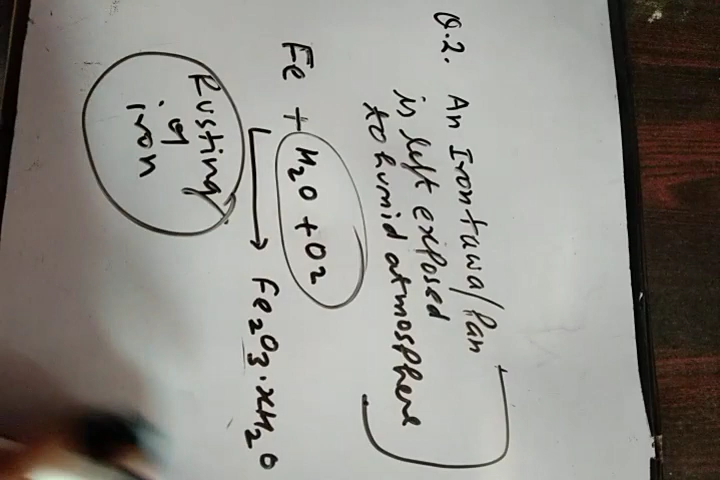 Q.2. An Iron tawa/Pan
is left exposed
to humid atmosphere
Fe + H2O + O2
→ Fe2O3.xH2O
Rusting
of
iron